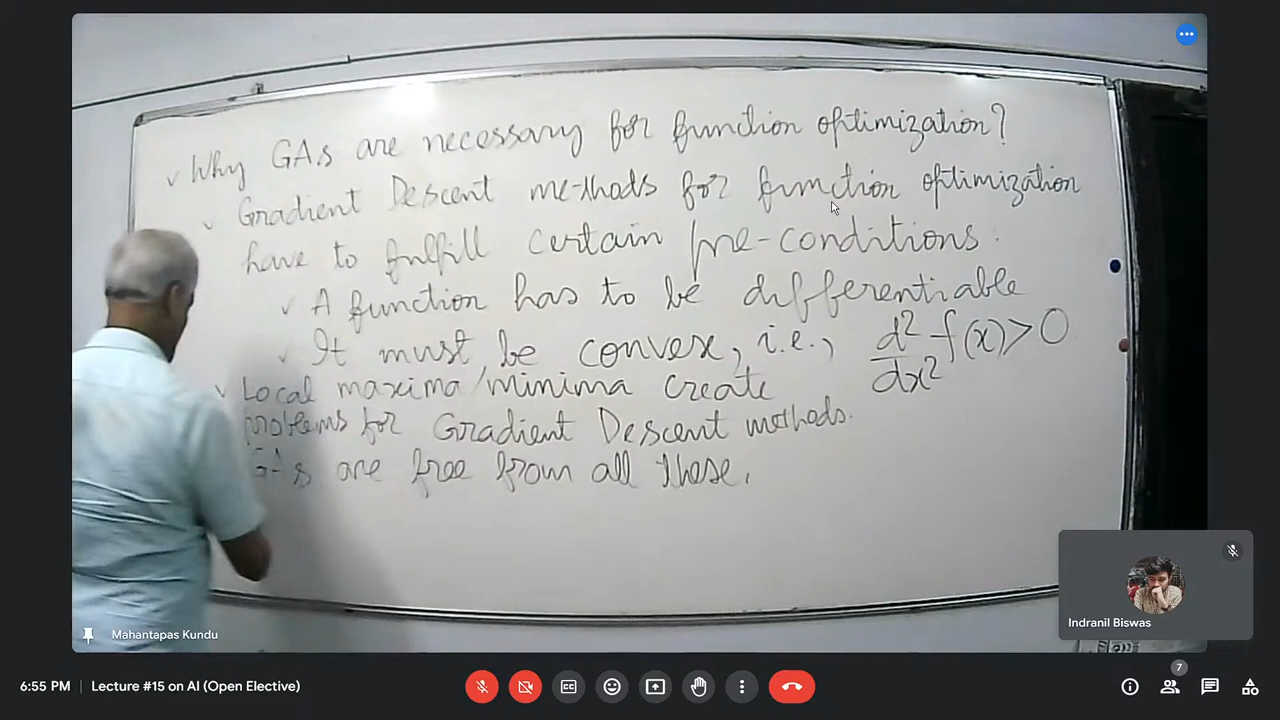 Why GAs are necessary for function optimization?
Gradient Descent methods for function optimization
have to fulfill certain pre-conditions.
A function has to be differentiable
It must be convex, i.e., d²/dx² f(x) > 0
Local maxima/minima create
problems for Gradient Descent methods.
GA's are free from all these.
Indranil Biswas
Mahantapas Kundu
6:55 PM | Lecture #15 on AI (Open Elective)
CC
7